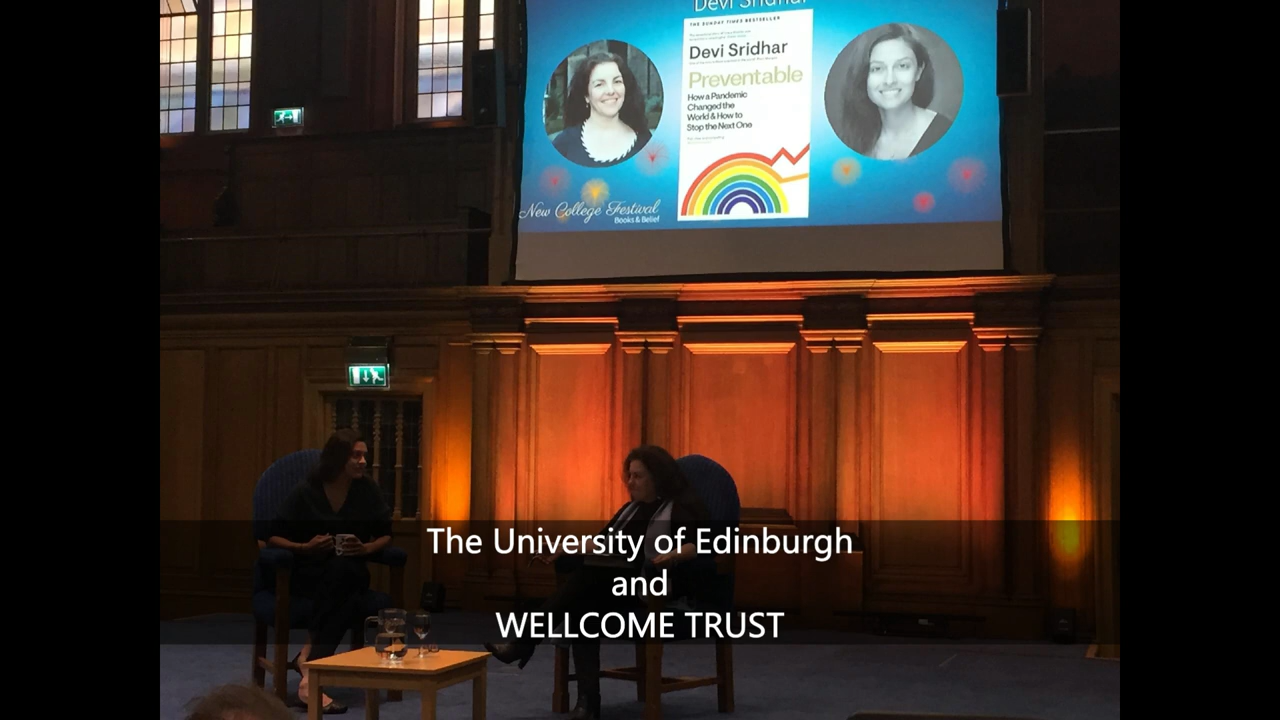 Devi Sridhar
THE SUNDAY TIMES BESTSELLER
Devi Sridhar
Preventable
How a Pandemic
Changed the
World & How to
Stop the Next One
New College Festival
Books & Belief
The University of Edinburgh
and
WELLCOME TRUST